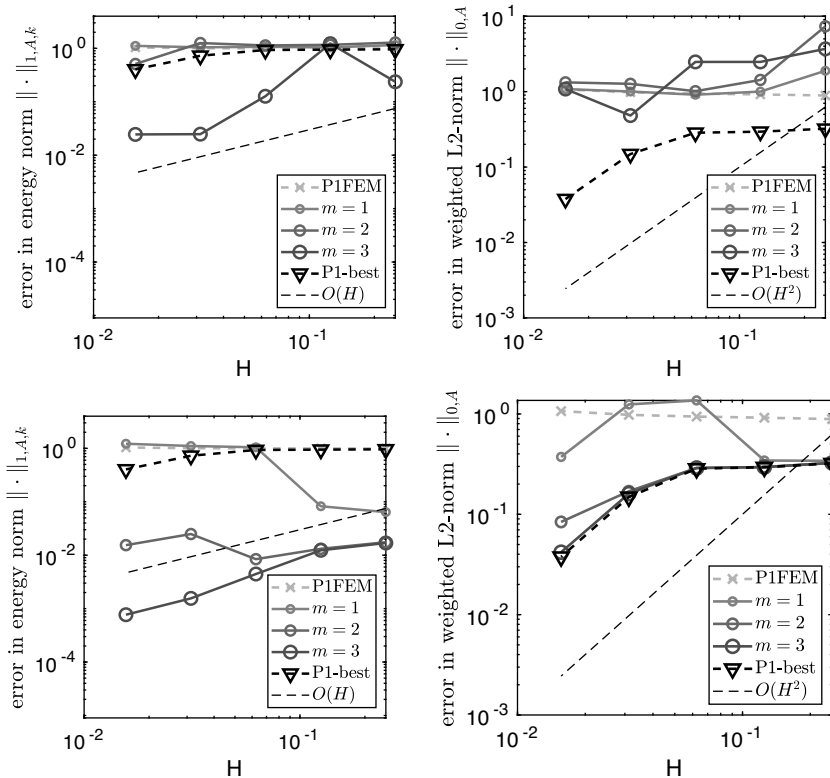 error in energy norm ‖ · ‖_{1,A,k}
10^0
10^{-2}
10^{-4}
P1FEM
m = 1
m = 2
m = 3
P1-best
O(H)
10^{-2}
10^{-1}
H
error in weighted L2-norm ‖ · ‖_{0,A}
10^1
10^0
10^{-1}
10^{-2}
10^{-3}
P1FEM
m = 1
m = 2
m = 3
P1-best
O(H^2)
10^{-2}
10^{-1}
H
error in energy norm ‖ · ‖_{1,A,k}
10^0
10^{-2}
10^{-4}
P1FEM
m = 1
m = 2
m = 3
P1-best
O(H)
10^{-2}
10^{-1}
H
error in weighted L2-norm ‖ · ‖_{0,A}
10^0
10^{-1}
10^{-2}
10^{-3}
P1FEM
m = 1
m = 2
m = 3
P1-best
O(H^2)
10^{-2}
10^{-1}
H